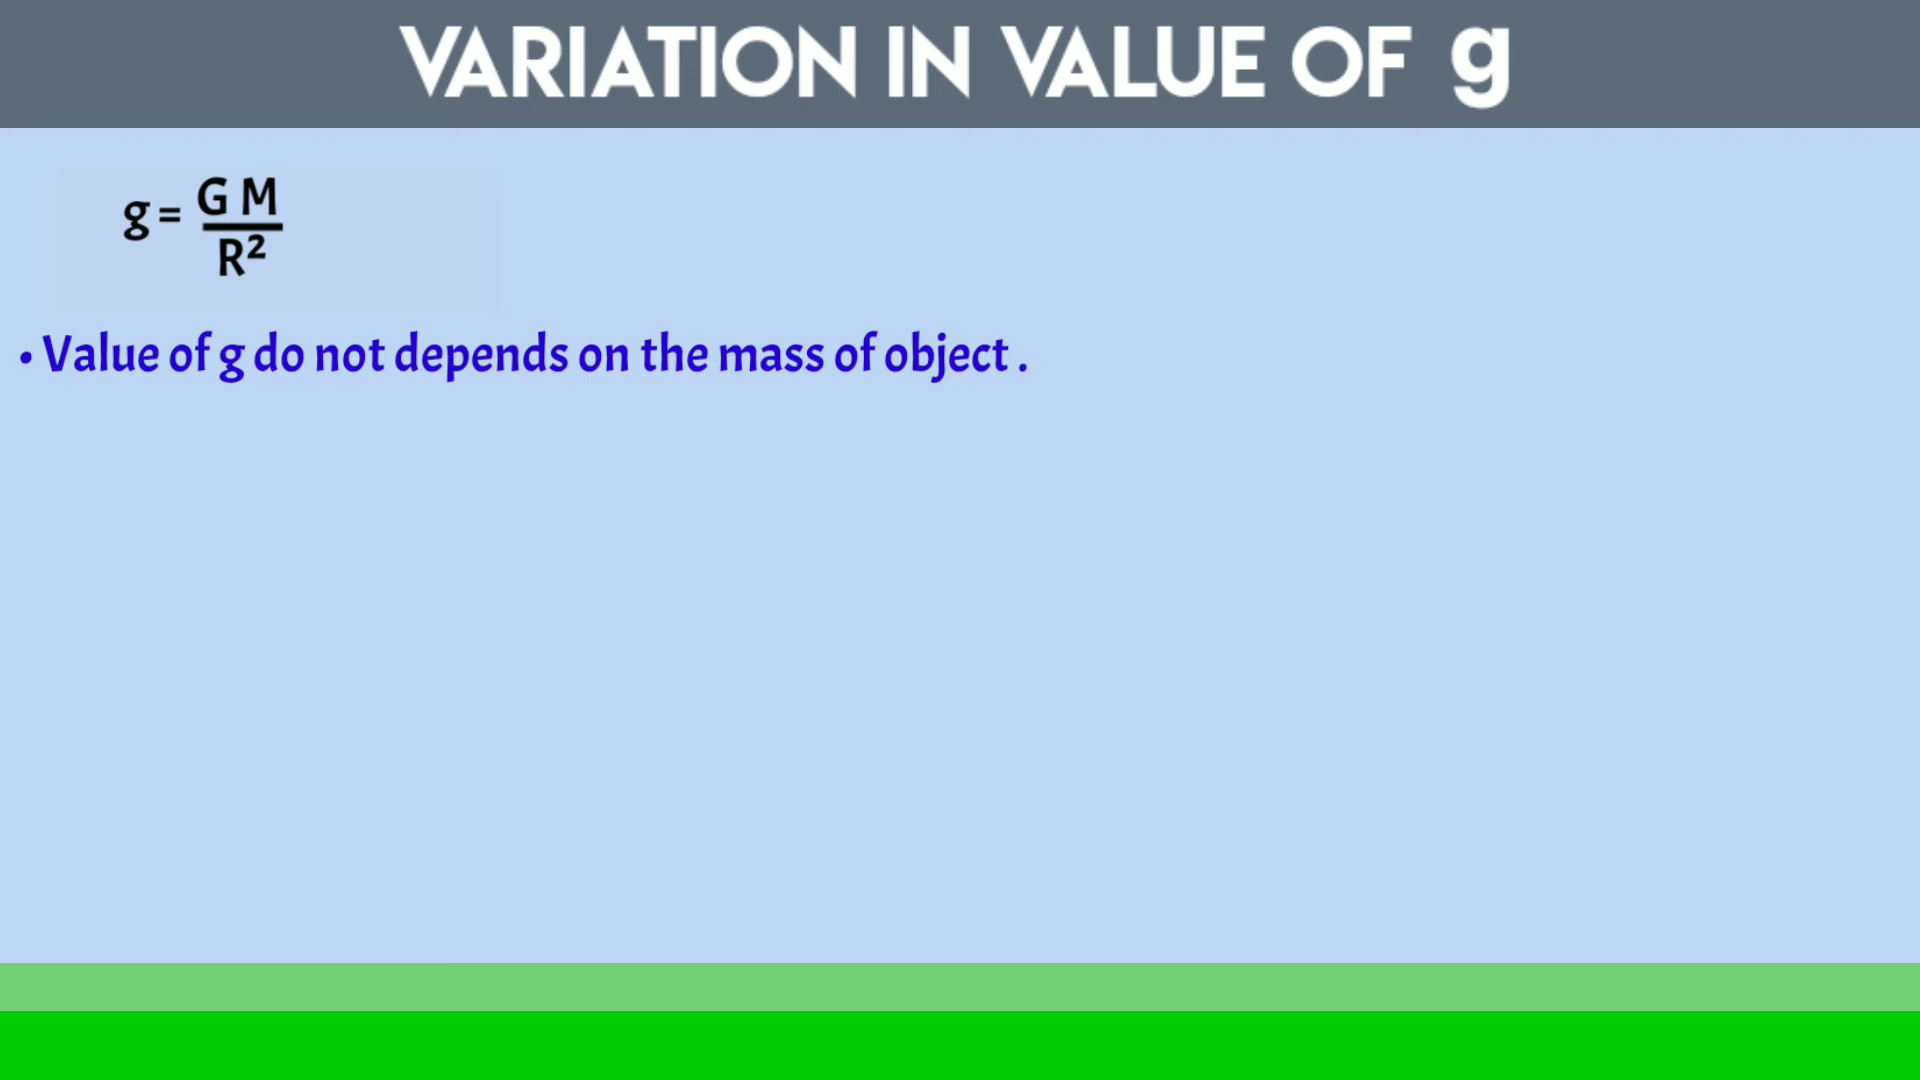 VARIATION IN VALUE OF g
g = G M / R²
• Value of g do not depends on the mass of object .